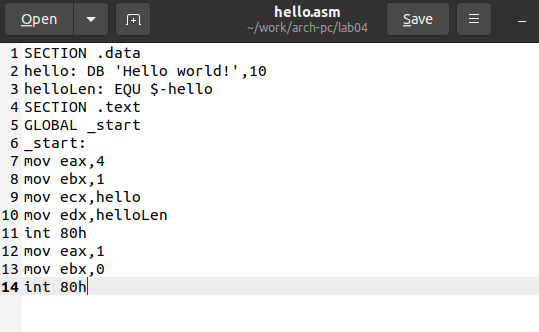 Open
hello.asm
~/work/arch-pc/lab04
Save
1 SECTION .data
2 hello: DB 'Hello world!',10
3 helloLen: EQU $-hello
4 SECTION .text
5 GLOBAL _start
6 _start:
7 mov eax,4
8 mov ebx,1
9 mov ecx,hello
10 mov edx,helloLen
11 int 80h
12 mov eax,1
13 mov ebx,0
14 int 80h